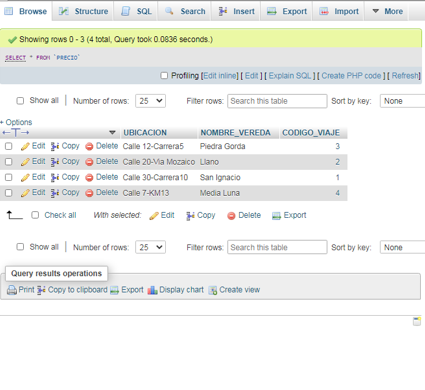 Browse Structure SQL Search Insert Export Import More
Showing rows 0 - 3 (4 total, Query took 0.0836 seconds.)
SELECT * FROM `PRECIO`
Profiling [Edit inline] [ Edit ] [ Explain SQL ] [ Create PHP code ] [ Refresh]
Show all Number of rows: 25 Filter rows: Search this table Sort by key: None
+ Options
←T→ UBICACION NOMBRE_VEREDA CODIGO_VIAJE
Edit Copy Delete Calle 12-Carrera5 Piedra Gorda 3
Edit Copy Delete Calle 20-Via Mozaico Llano 2
Edit Copy Delete Calle 30-Carrera10 San Ignacio 1
Edit Copy Delete Calle 7-KM13 Media Luna 4
Check all With selected: Edit Copy Delete Export
Show all Number of rows: 25 Filter rows: Search this table Sort by key: None
Query results operations
Print Copy to clipboard Export Display chart Create view